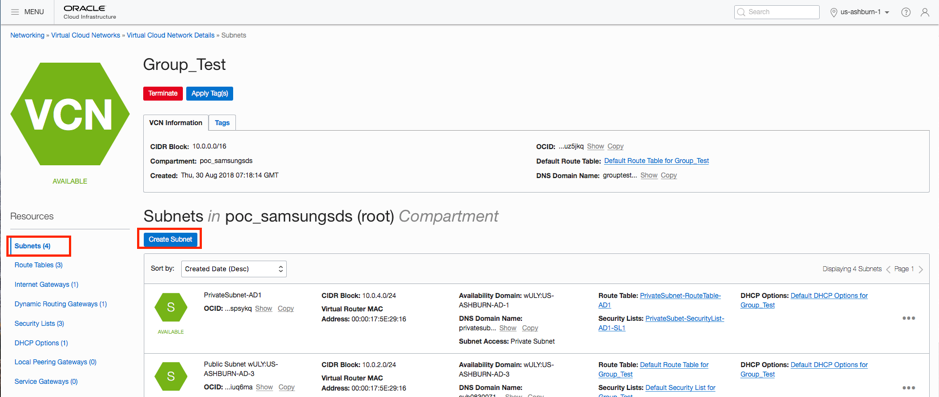 MENU
ORACLE
Cloud Infrastructure
Search
us-ashburn-1
Networking » Virtual Cloud Networks » Virtual Cloud Network Details » Subnets
VCN
AVAILABLE
Group_Test
Terminate
Apply Tag(s)
VCN Information
Tags
CIDR Block: 10.0.0.0/16
Compartment: poc_samsungsds
Created: Thu, 30 Aug 2018 07:18:14 GMT
OCID: ...uz5jkq Show Copy
Default Route Table: Default Route Table for Group_Test
DNS Domain Name: grouptest... Show Copy
Resources
Subnets (4)
Route Tables (3)
Internet Gateways (1)
Dynamic Routing Gateways (1)
Security Lists (3)
DHCP Options (1)
Local Peering Gateways (0)
Service Gateways (0)
Subnets in poc_samsungsds (root) Compartment
Create Subnet
Sort by: Created Date (Desc)
Displaying 4 Subnets
Page 1
S
AVAILABLE
PrivateSubnet-AD1
OCID: ...spsykq Show Copy
CIDR Block: 10.0.4.0/24
Virtual Router MAC
Address: 00:00:17:5E:29:16
Availability Domain: wULY:US-
ASHBURN-AD-1
DNS Domain Name:
privatesub... Show Copy
Subnet Access: Private Subnet
Route Table: PrivateSubnet-RouteTable-
AD1
Security Lists: PrivateSubet-SecurityList-
AD1-SL1
DHCP Options: Default DHCP Options for
Group_Test
S
Public Subnet wULY:US-
ASHBURN-AD-3
OCID: ...iuq6ma Show Copy
CIDR Block: 10.0.2.0/24
Virtual Router MAC
Address: 00:00:17:5E:29:16
Availability Domain: wULY:US-
ASHBURN-AD-3
DNS Domain Name:
Show Copy
Route Table: Default Route Table for
Group_Test
Security Lists: Default Security List for
Group_Test
DHCP Options: Default DHCP Options for
Group_Test